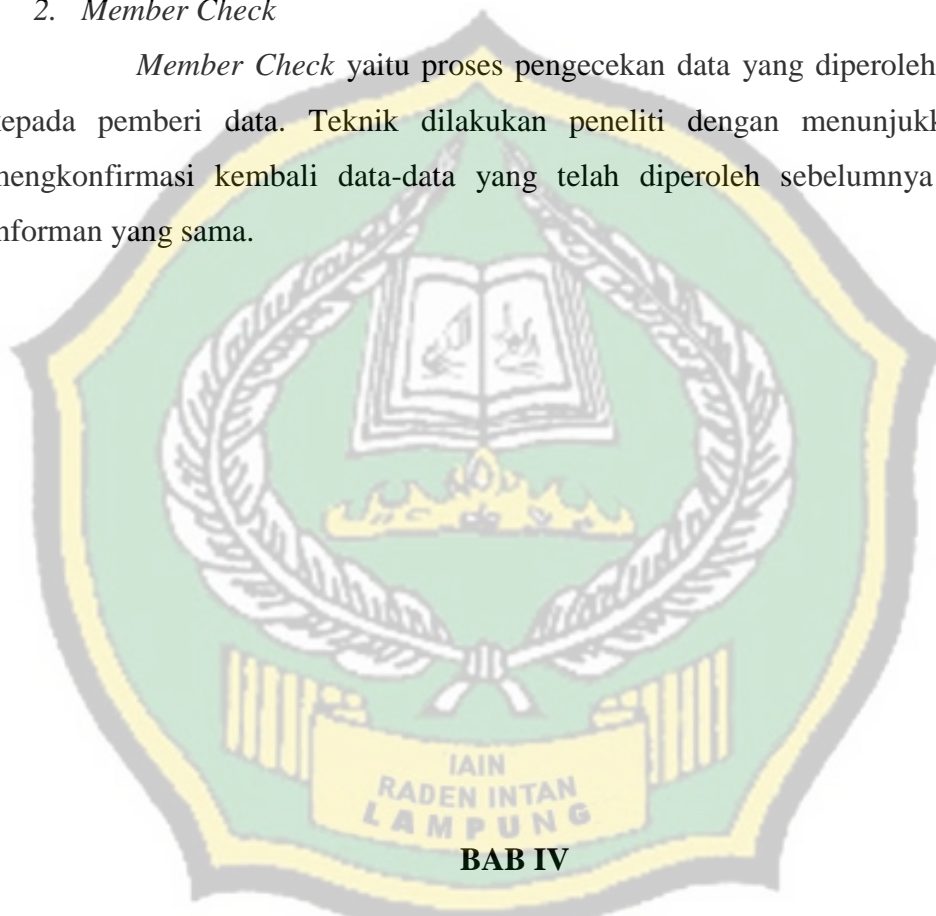 2. Member Check
Member Check yaitu proses pengecekan data yang diperoleh
kepada pemberi data. Teknik dilakukan peneliti dengan menunjukk
mengkonfirmasi kembali data-data yang telah diperoleh sebelumnya
informan yang sama.
IAIN
RADEN INTAN
LAMPUNG
BAB IV